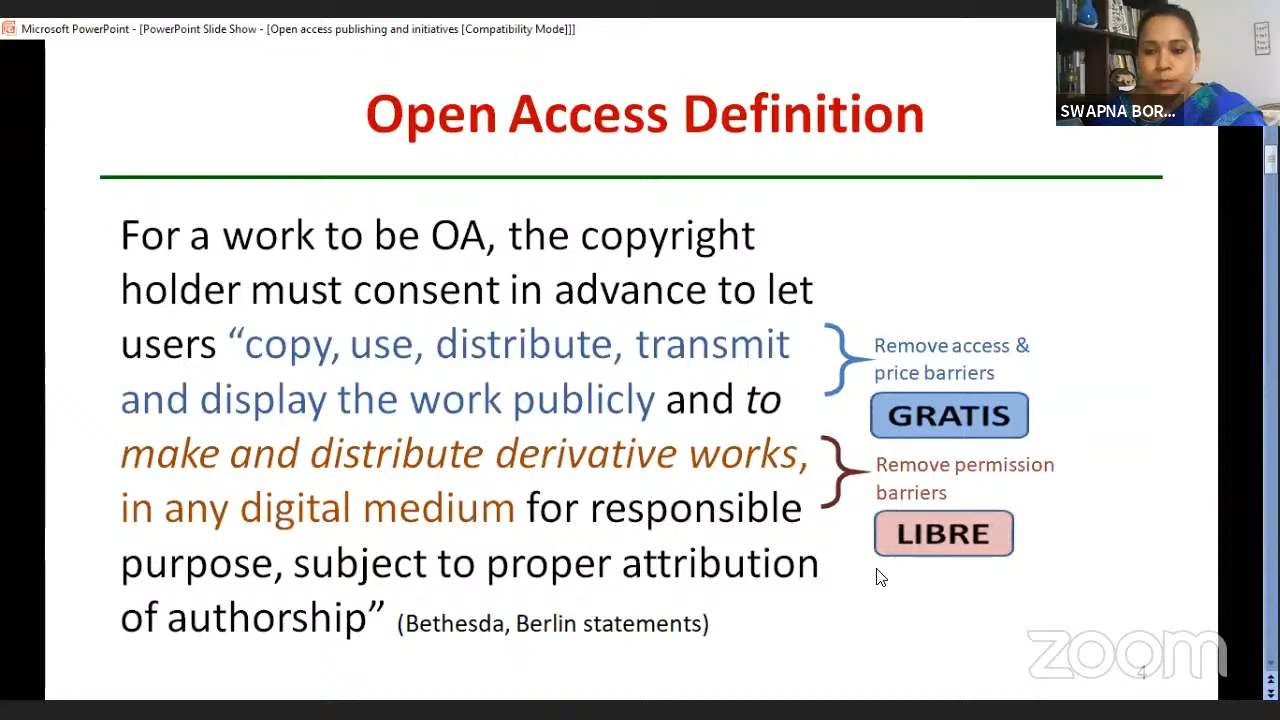 Microsoft PowerPoint - [PowerPoint Slide Show - [Open access publishing and initiatives [Compatibility Mode]]]
SWAPNA BOR...
Open Access Definition
For a work to be OA, the copyright
holder must consent in advance to let
users “copy, use, distribute, transmit
and display the work publicly and to
make and distribute derivative works,
in any digital medium for responsible
purpose, subject to proper attribution
of authorship” (Bethesda, Berlin statements)
Remove access &
price barriers
GRATIS
Remove permission
barriers
LIBRE
zoom
4